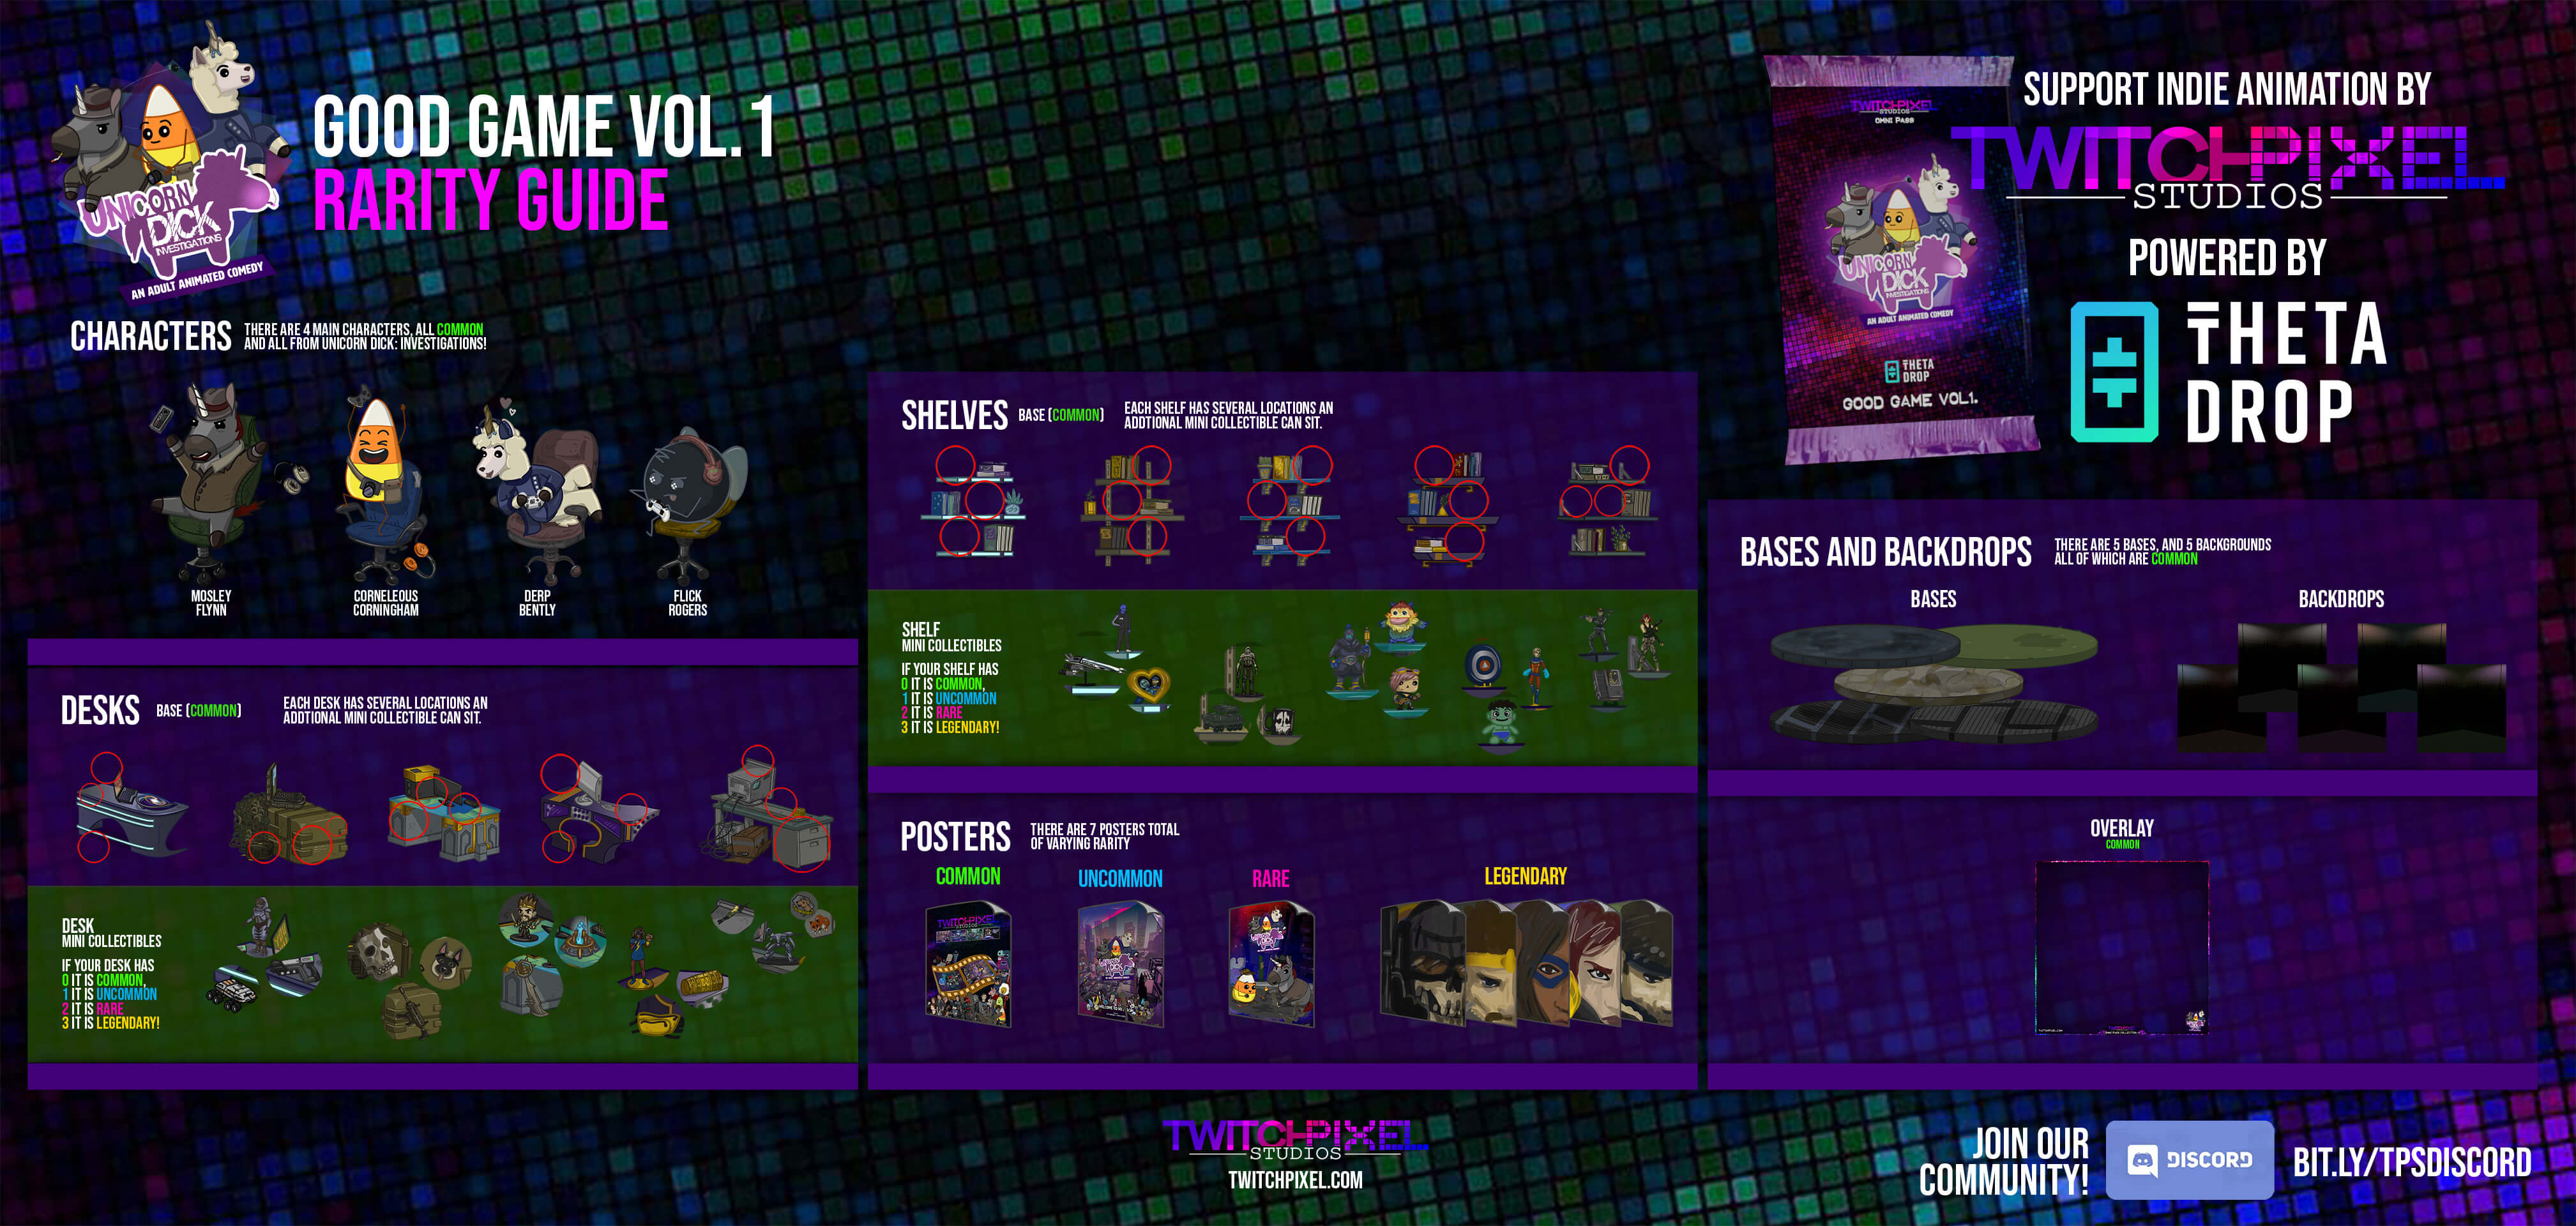 UNICORN
DICK
INVESTIGATIONS
AN ADULT ANIMATED COMEDY
GOOD GAME VOL.1
RARITY GUIDE
CHARACTERS
THERE ARE 4 MAIN CHARACTERS, ALL COMMON
AND ALL FROM UNICORN DICK: INVESTIGATIONS!
MOSLEY
FLYNN
CORNELEOUS
CORNINGHAM
DERP
BENTLY
FLICK
ROGERS
DESKS
BASE (COMMON)
EACH DESK HAS SEVERAL LOCATIONS AN
ADDTIONAL MINI COLLECTIBLE CAN SIT.
DESK
MINI COLLECTIBLES
IF YOUR DESK HAS
0 IT IS COMMON,
1 IT IS UNCOMMON
2 IT IS RARE
3 IT IS LEGENDARY!
SHELVES
BASE (COMMON)
EACH SHELF HAS SEVERAL LOCATIONS AN
ADDTIONAL MINI COLLECTIBLE CAN SIT.
SHELF
MINI COLLECTIBLES
IF YOUR SHELF HAS
0 IT IS COMMON,
1 IT IS UNCOMMON
2 IT IS RARE
3 IT IS LEGENDARY!
POSTERS
THERE ARE 7 POSTERS TOTAL
OF VARYING RARITY
COMMON
UNCOMMON
RARE
LEGENDARY
TWITCHPIXEL
STUDIOS
TWITCHPIXEL
STUDIOS
OMNI PASS
UNICORN
DICK
INVESTIGATIONS
AN ADULT ANIMATED COMEDY
THETA
DROP
GOOD GAME VOL1.
SUPPORT INDIE ANIMATION BY
TWITCHPIXEL
STUDIOS
POWERED BY
THETA
DROP
BASES AND BACKDROPS
THERE ARE 5 BASES, AND 5 BACKGROUNDS
ALL OF WHICH ARE COMMON
BASES
BACKDROPS
OVERLAY
COMMON
TWITCHPIXEL
STUDIOS
TWITCHPIXEL.COM
JOIN OUR
COMMUNITY!
DISCORD
BIT.LY/TPSDISCORD